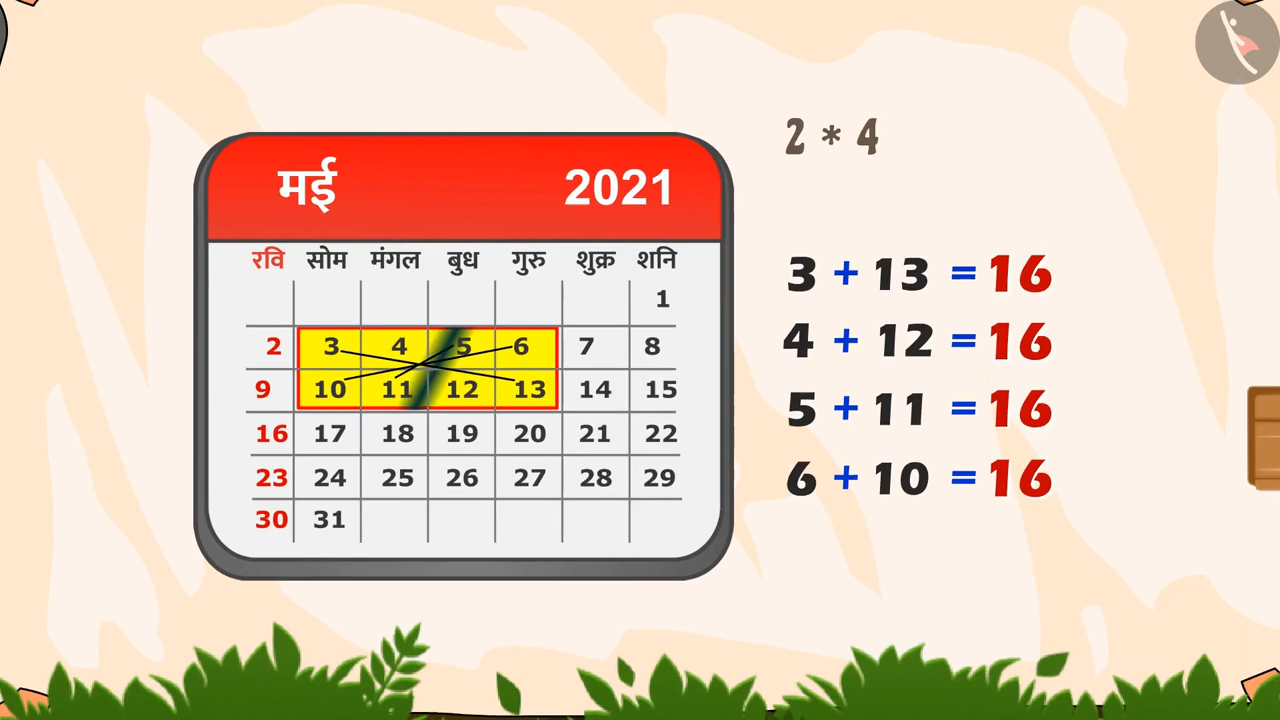 मई 2021
रवि सोम मंगल बुध गुरु शुक्र शनि
1
2 3 4 5 6 7 8
9 10 11 12 13 14 15
16 17 18 19 20 21 22
23 24 25 26 27 28 29
30 31
2 * 4
3 + 13 = 16
4 + 12 = 16
5 + 11 = 16
6 + 10 = 16